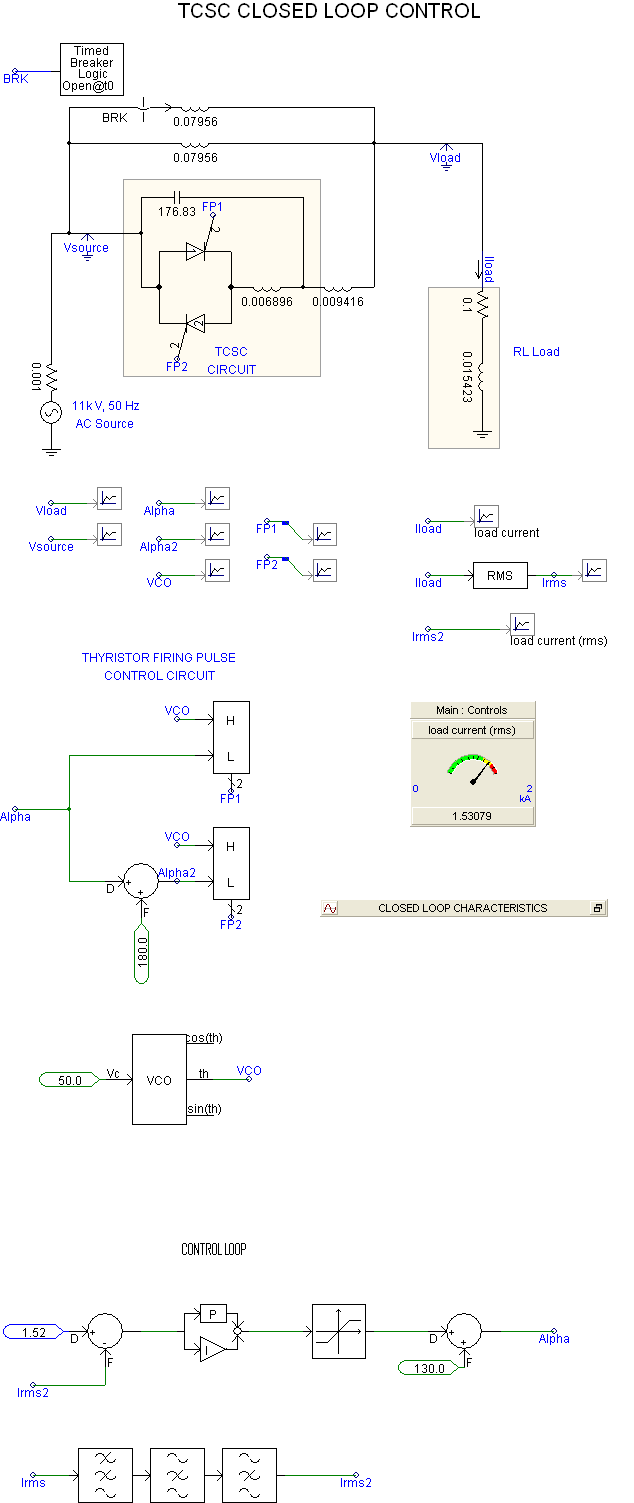 TCSC CLOSED LOOP CONTROL
Timed
Breaker
Logic
Open@t0
BRK
BRK
0.07956
0.07956
Vload
176.83
FP1
2
Vsource
1
0.006896
0.009416
2
2
FP2
TCSC
CIRCUIT
Iload
0.1
0.015423
RL Load
0.001
11kV, 50 Hz
AC Source
Vload
Alpha
FP1
Iload
load current
Vsource
Alpha2
FP2
VCO
Iload
RMS
Irms
Irms2
load current (rms)
THYRISTOR FIRING PULSE
CONTROL CIRCUIT
VCO
H
L
2
FP1
Alpha
VCO
H
Alpha2
L
D
+
+
F
180.0
2
FP2
Main : Controls
load current (rms)
0
2
kA
1.53079
CLOSED LOOP CHARACTERISTICS
cos(th)
50.0
Vc
VCO
th
VCO
sin(th)
CONTROL LOOP
1.52
D
+
-
F
P
I
D
+
+
F
Alpha
130.0
Irms2
Irms
Irms2